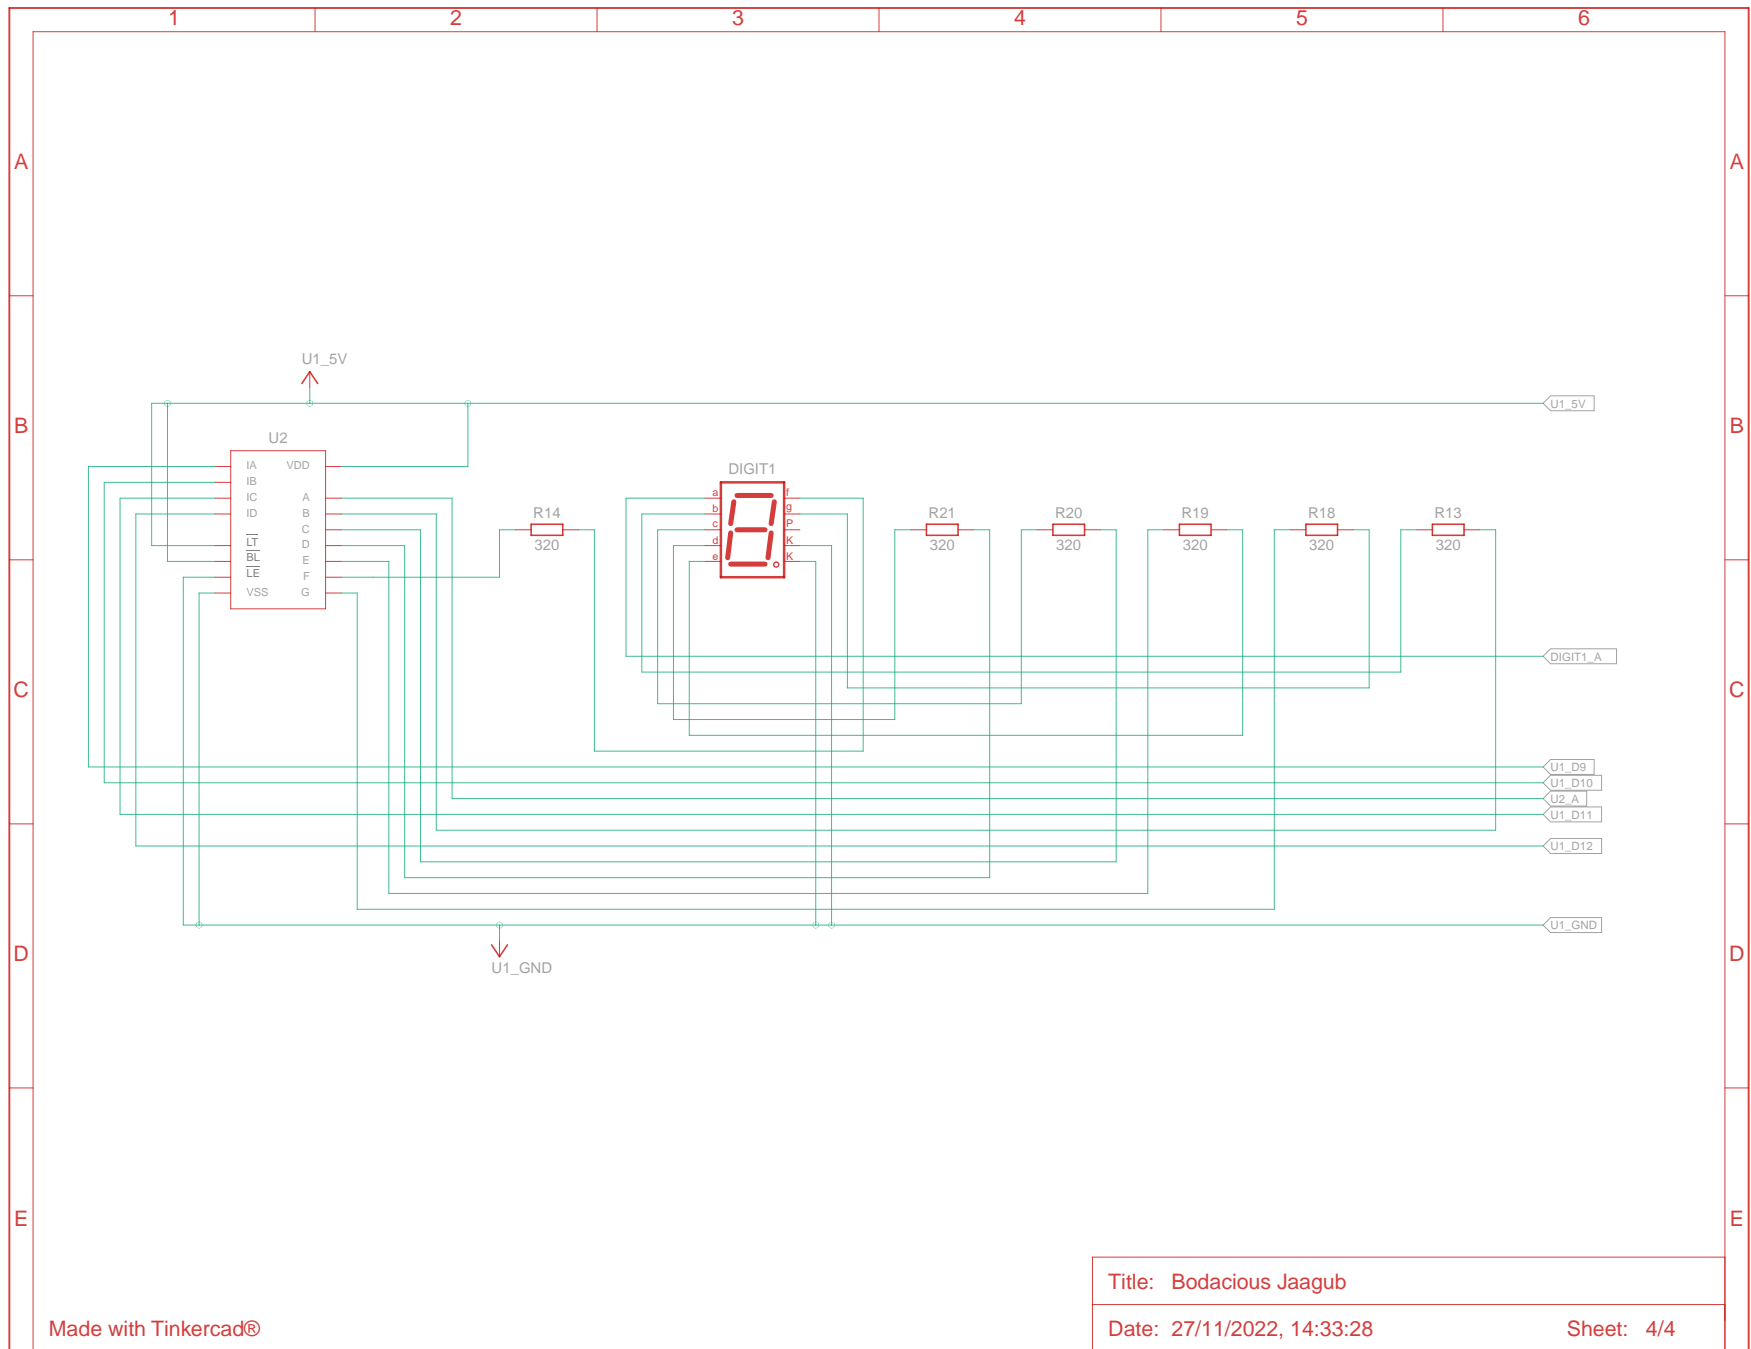 1 2 3 4 5 6
A A
U1_5V
U1_5V
B B
U2
IA VDD
IB
IC A
ID B
C
LT D
BL E
LE F
VSS G
R14
320
DIGIT1
a f
b g
c P
d K
e K
R21 R20 R19 R18 R13
320 320 320 320 320
DIGIT1_A
C C
U1_D9
U1_D10
U2_A
U1_D11
U1_D12
U1_GND
D D
U1_GND
E E
Title: Bodacious Jaagub
Made with Tinkercad®
Date: 27/11/2022, 14:33:28 Sheet: 4/4